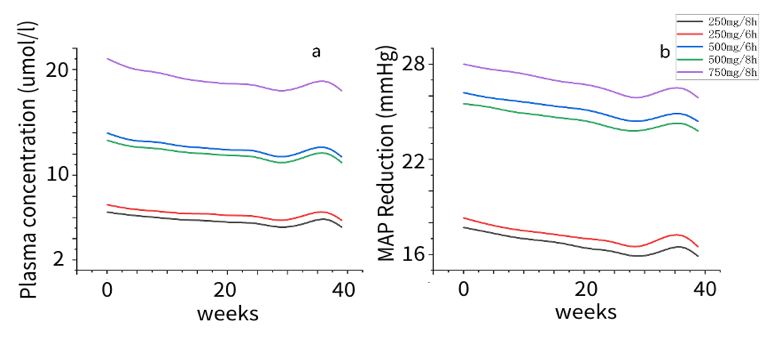 Plasma concentration (umol/l)
20
10
2
0
20
40
weeks
a
MAP Reduction (mmHg)
28
22
16
0
20
40
weeks
b
250mg/8h
250mg/6h
500mg/6h
500mg/8h
750mg/8h